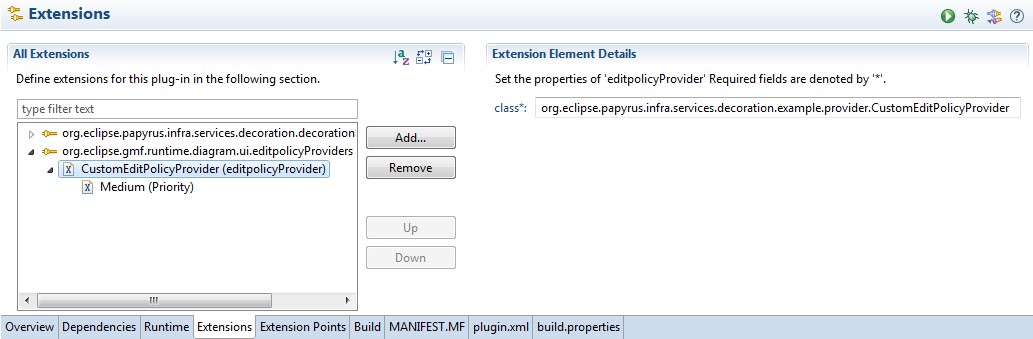 Extensions
All Extensions
Define extensions for this plug-in in the following section.
type filter text
org.eclipse.papyrus.infra.services.decoration.decoration
org.eclipse.gmf.runtime.diagram.ui.editpolicyProviders
CustomEditPolicyProvider (editpolicyProvider)
Medium (Priority)
Add...
Remove
Up
Down
Extension Element Details
Set the properties of 'editpolicyProvider' Required fields are denoted by '*'.
class*: org.eclipse.papyrus.infra.services.decoration.example.provider.CustomEditPolicyProvider
Overview Dependencies Runtime Extensions Extension Points Build MANIFEST.MF plugin.xml build.properties